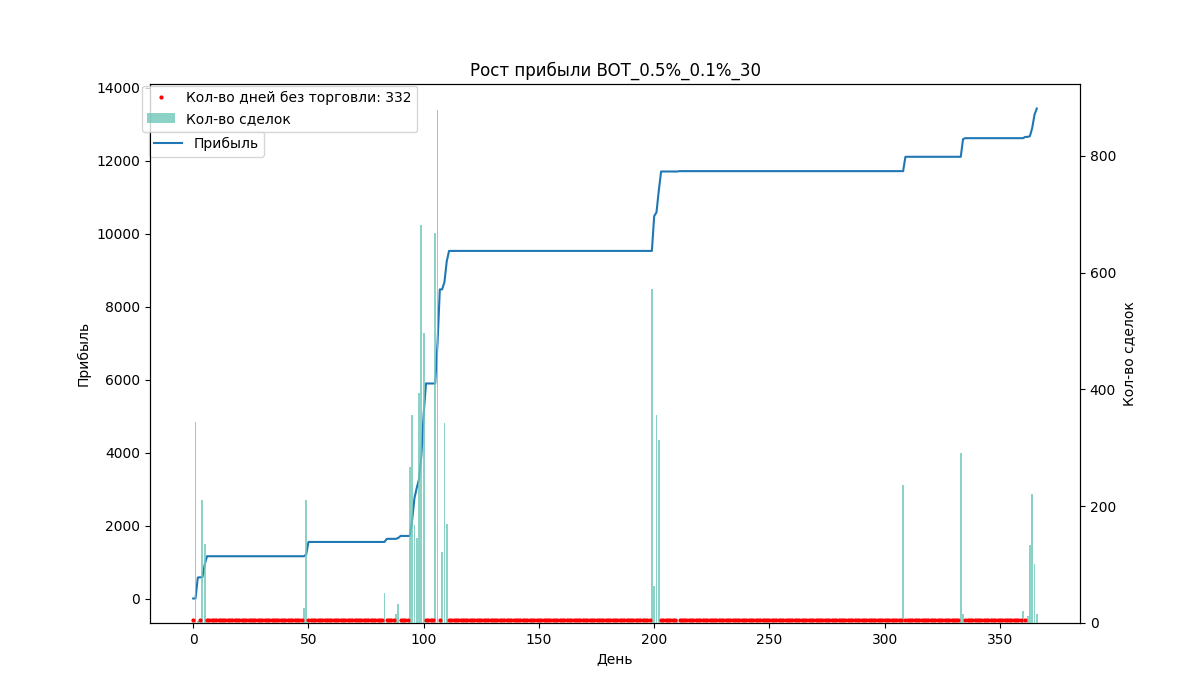 Рост прибыли BOT_0.5%_0.1%_30
Кол-во дней без торговли: 332
Кол-во сделок
Прибыль
14000
12000
10000
8000
6000
4000
2000
0
Прибыль
800
600
400
200
0
Кол-во сделок
0 50 100 150 200 250 300 350
День